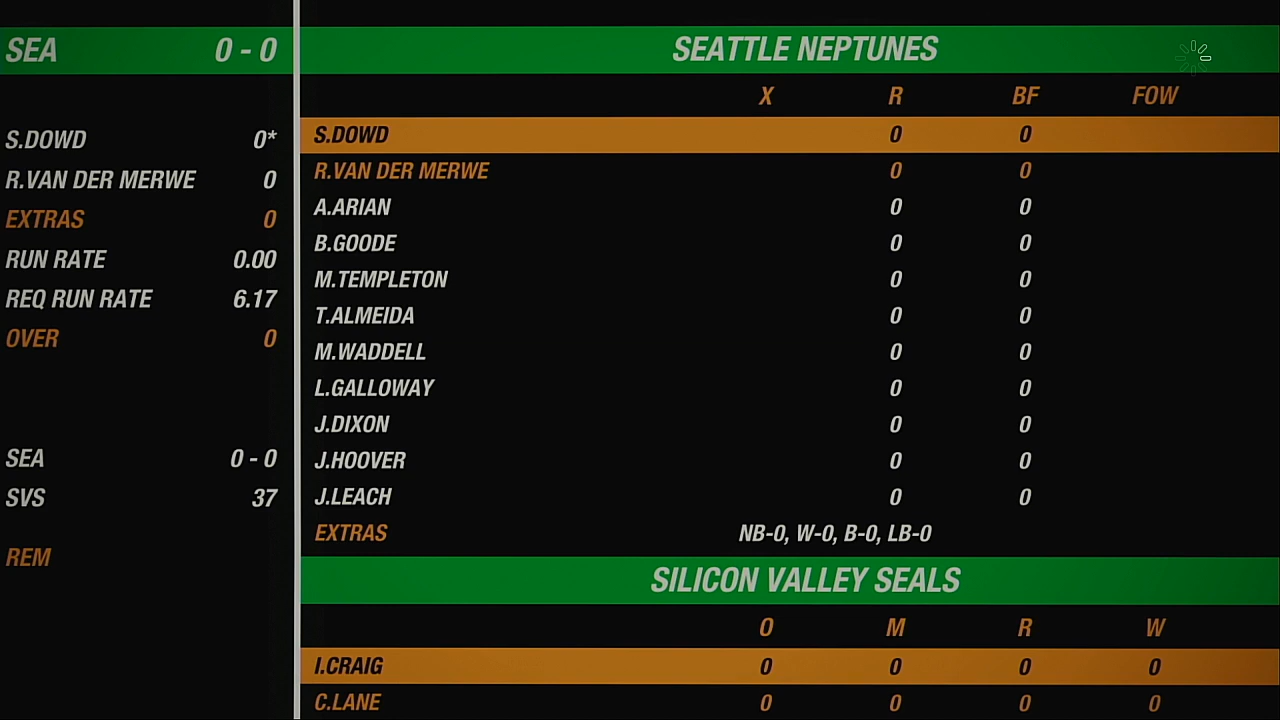 SEA 0 - 0
S.DOWD 0*
R.VAN DER MERWE 0
EXTRAS 0
RUN RATE 0.00
REQ RUN RATE 6.17
OVER 0
SEA 0 - 0
SVS 37
REM
SEATTLE NEPTUNES
X R BF FOW
S.DOWD 0 0
R.VAN DER MERWE 0 0
A.ARIAN 0 0
B.GOODE 0 0
M.TEMPLETON 0 0
T.ALMEIDA 0 0
M.WADDELL 0 0
L.GALLOWAY 0 0
J.DIXON 0 0
J.HOOVER 0 0
J.LEACH 0 0
EXTRAS NB-0, W-0, B-0, LB-0
SILICON VALLEY SEALS
O M R W
I.CRAIG 0 0 0 0
C.LANE 0 0 0 0